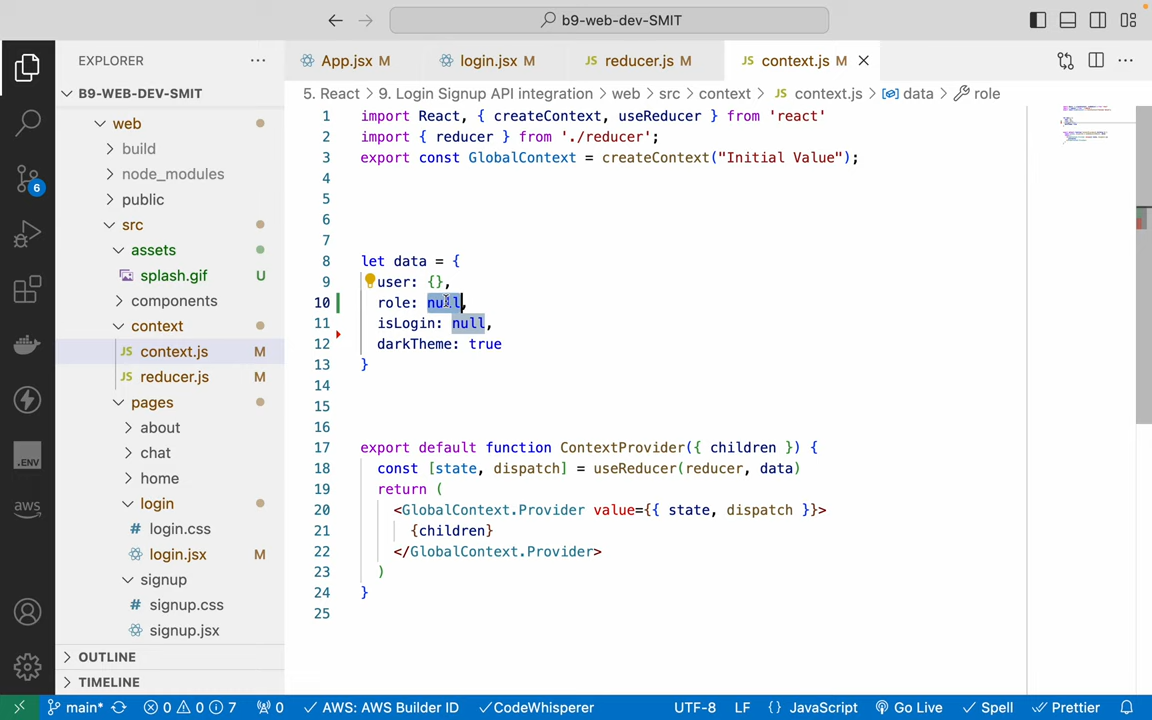 b9-web-dev-SMIT
EXPLORER
App.jsx M
login.jsx M
reducer.js M
context.js M
B9-WEB-DEV-SMIT
5. React > 9. Login Signup API integration > web > src > context > JS context.js > data > role
web
build
node_modules
public
src
assets
splash.gif U
components
context
JS context.js M
JS reducer.js M
pages
about
chat
home
login
# login.css
login.jsx M
signup
# signup.css
signup.jsx
OUTLINE
TIMELINE
6
.ENV
aws
1 import React, { createContext, useReducer } from 'react'
2 import { reducer } from './reducer';
3 export const GlobalContext = createContext("Initial Value");
4
5
6
7
8 let data = {
9 user: {},
10 role: null,
11 isLogin: null,
12 darkTheme: true
13 }
14
15
16
17 export default function ContextProvider({ children }) {
18 const [state, dispatch] = useReducer(reducer, data)
19 return (
20 <GlobalContext.Provider value={{ state, dispatch }}>
21 {children}
22 </GlobalContext.Provider>
23 )
24 }
25
main* 0 0 7 0 AWS: AWS Builder ID CodeWhisperer UTF-8 LF {} JavaScript Go Live Spell Prettier